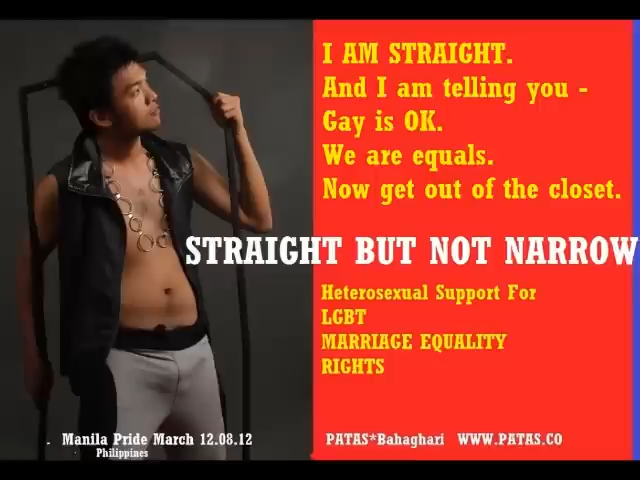 I AM STRAIGHT.
And I am telling you -
Gay is OK.
We are equals.
Now get out of the closet.
STRAIGHT BUT NOT NARROW
Heterosexual Support For
LGBT
MARRIAGE EQUALITY
RIGHTS
. Manila Pride March 12.08.12
Philippines
PATAS*Bahaghari WWW.PATAS.CO